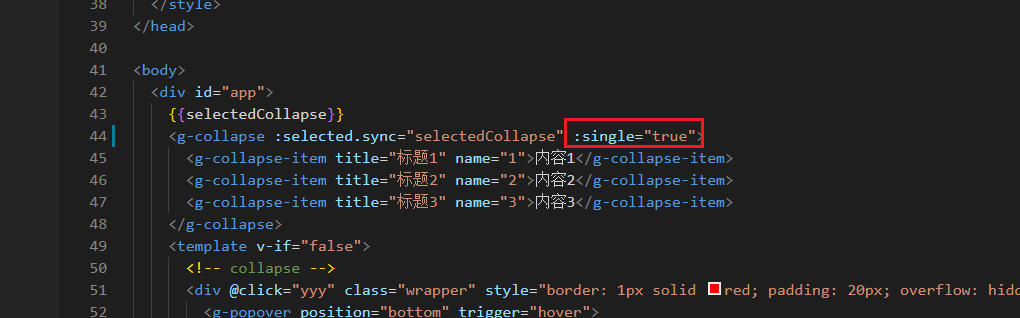 38 </style>
39 </head>
40
41 <body>
42 <div id="app">
43 {{selectedCollapse}}
44 <g-collapse :selected.sync="selectedCollapse" :single="true">
45 <g-collapse-item title="标题1" name="1">内容1</g-collapse-item>
46 <g-collapse-item title="标题2" name="2">内容2</g-collapse-item>
47 <g-collapse-item title="标题3" name="3">内容3</g-collapse-item>
48 </g-collapse>
49 <template v-if="false">
50 <!-- collapse -->
51 <div @click="yyy" class="wrapper" style="border: 1px solid red; padding: 20px; overflow: hidd
52 <g-popover position="bottom" trigger="hover">